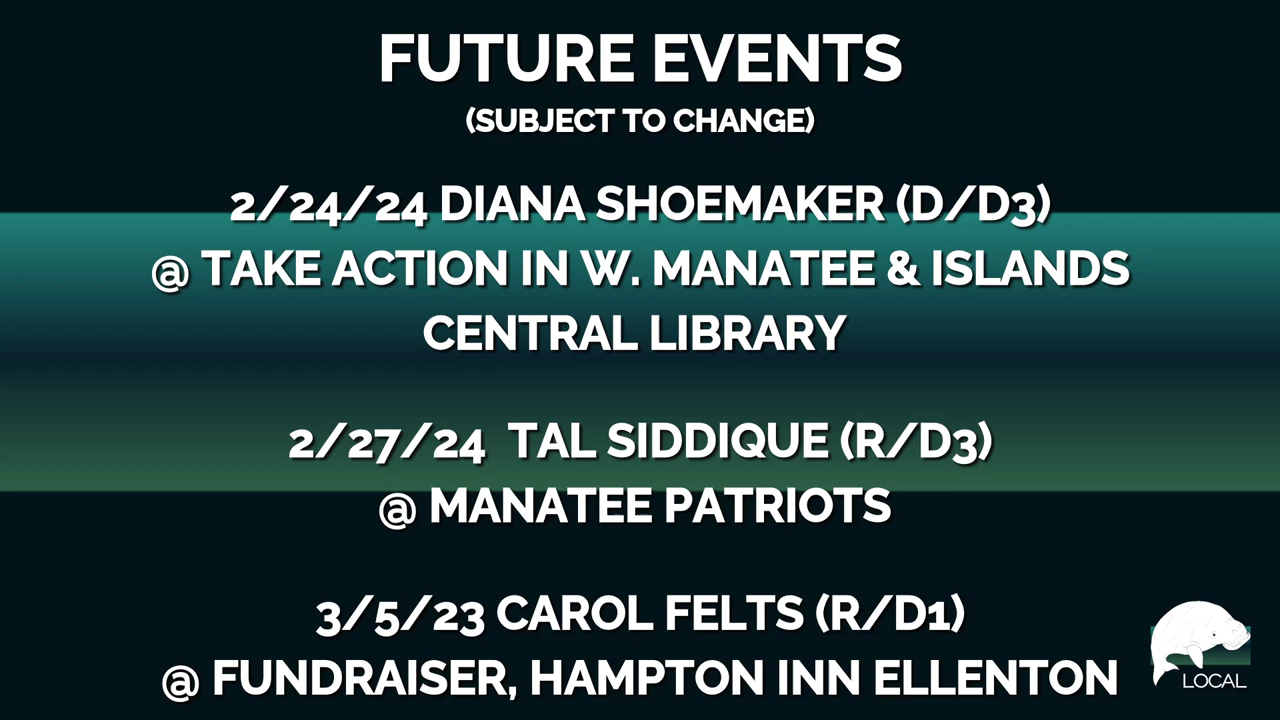 FUTURE EVENTS
(SUBJECT TO CHANGE)
2/24/24 DIANA SHOEMAKER (D/D3)
@ TAKE ACTION IN W. MANATEE & ISLANDS
CENTRAL LIBRARY
2/27/24 TAL SIDDIQUE (R/D3)
@ MANATEE PATRIOTS
3/5/23 CAROL FELTS (R/D1)
@ FUNDRAISER, HAMPTON INN ELLENTON
LOCAL